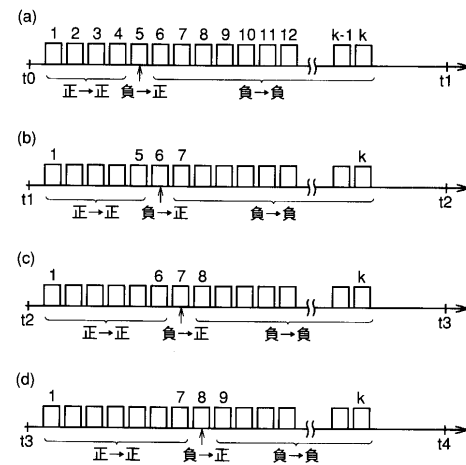 (a)
1 2 3 4 5 6 7 8 9 10 11 12 k-1 k
t0 t1
正→正 負→正 負→負
(b)
1 5 6 7 k
t1 t2
正→正 負→正 負→負
(c)
1 6 7 8 k
t2 t3
正→正 負→正 負→負
(d)
1 7 8 9 k
t3 t4
正→正 負→正 負→負